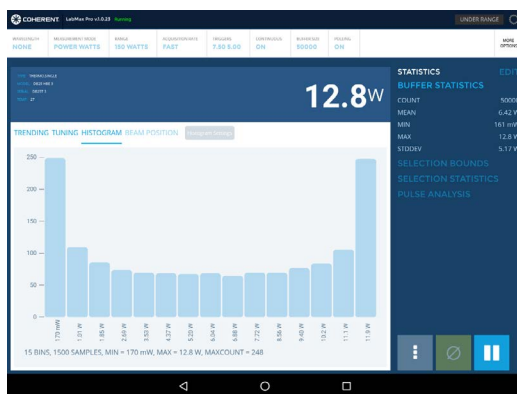 COHERENT. LabMax Pro v1.0.23 Running
UNDER RANGE
WAVELENGTH
NONE
MEASUREMENT MODE
POWER WATTS
RANGE
150 WATTS
ACQUISITION RATE
FAST
TRIGGERS
7.50 5.00
CONTINUOUS
ON
50000
POLLING
ON
MORE
OPTIONS
12.8W
STATISTICS
EDIT
BUFFER STATISTICS
COUNT 50000
MEAN 6.42 W
MIN 161 mW
MAX 12.8 W
STDDEV 5.17 W
SELECTION BOUNDS
SELECTION STATISTICS
PULSE ANALYSIS
TRENDING TUNING HISTOGRAM BEAM POSITION
250
200
150
100
50
0
170 mW 1.01 W 1.85 W 2.69 W 3.53 W 4.37 W 5.20 W 6.04 W 6.88 W 7.72 W 8.56 W 9.40 W 10.2 W 11.1 W 11.9 W
15 BINS, 1500 SAMPLES, MIN = 170 mW, MAX = 12.8 W, MAXCOUNT = 248